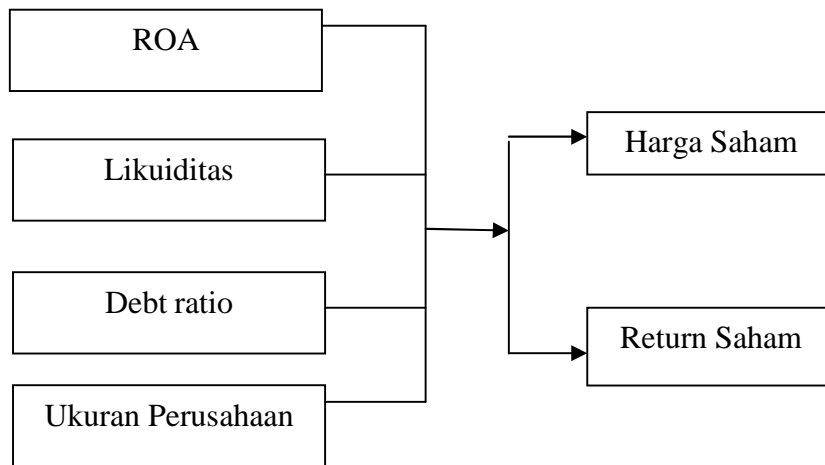 ROA
Likuiditas
Debt ratio
Ukuran Perusahaan
Harga Saham
Return Saham